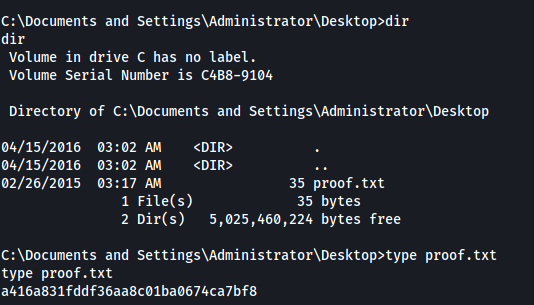 C:\Documents and Settings\Administrator\Desktop>dir
dir
 Volume in drive C has no label.
 Volume Serial Number is C4B8-9104

 Directory of C:\Documents and Settings\Administrator\Desktop

04/15/2016  03:02 AM    <DIR>          .
04/15/2016  03:02 AM    <DIR>          ..
02/26/2015  03:17 AM                35 proof.txt
               1 File(s)             35 bytes
               2 Dir(s)   5,025,460,224 bytes free

C:\Documents and Settings\Administrator\Desktop>type proof.txt
type proof.txt
a416a831fddf36aa8c01ba0674ca7bf8